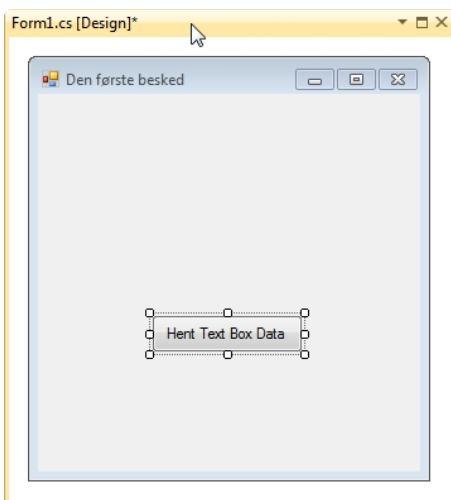 Form1.cs [Design]*
Den første besked
Hent Text Box Data